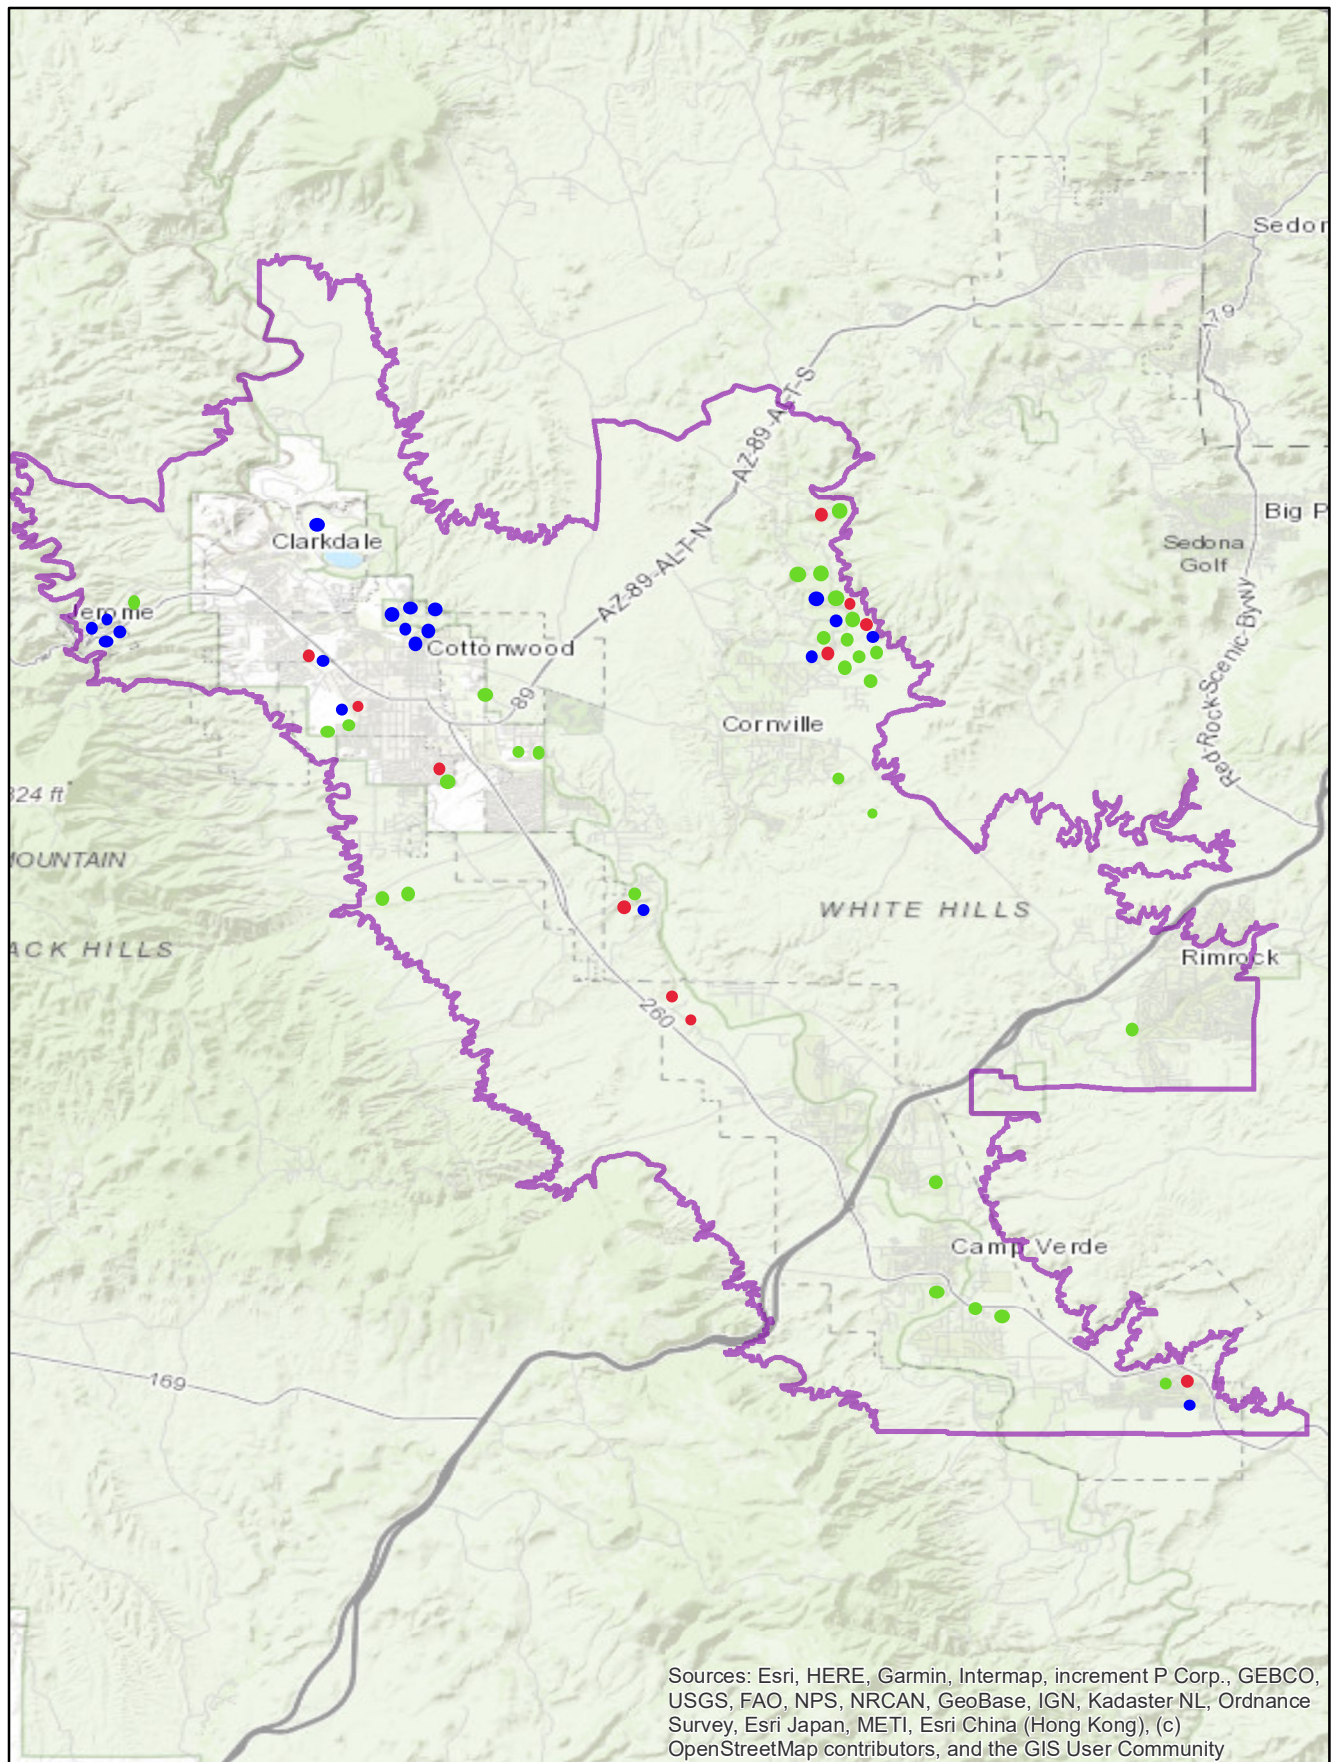 Sedor
179
AZ-89-ALT-S
Big P
AZ-89-ALT-N
Clarkdale
Sedona
Golf
Jerome
Cottonwood
Red-Rock-Scenic-Bywy
89
Cornville
324 ft
MOUNTAIN
WHITE HILLS
ACK HILLS
Rimrock
260
Camp Verde
169
Sources: Esri, HERE, Garmin, Intermap, increment P Corp., GEBCO,
USGS, FAO, NPS, NRCAN, GeoBase, IGN, Kadaster NL, Ordnance
Survey, Esri Japan, METI, Esri China (Hong Kong), (c)
OpenStreetMap contributors, and the GIS User Community